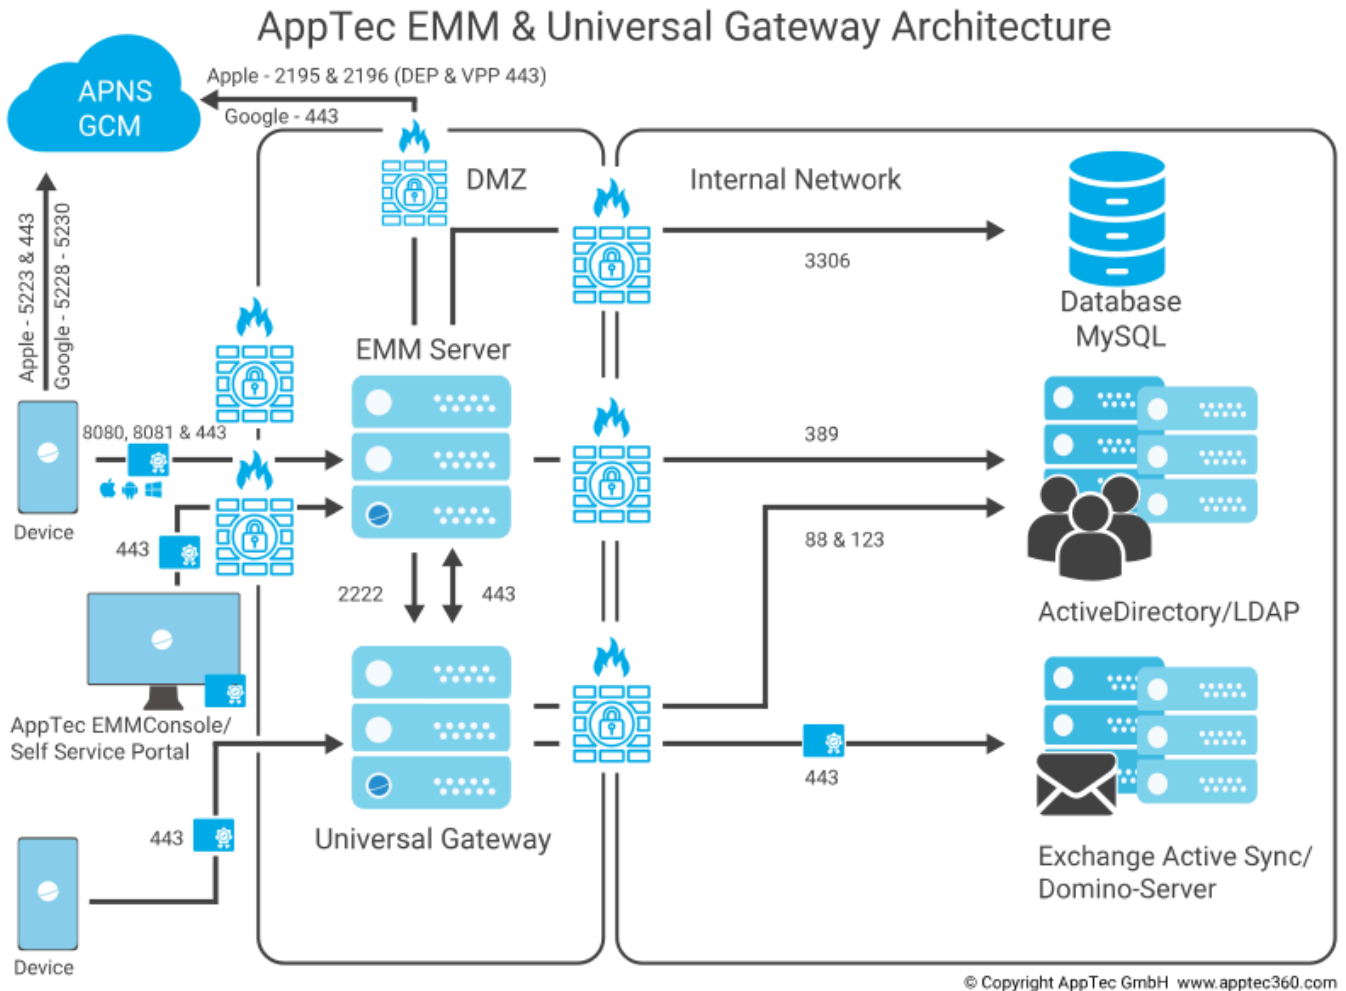 AppTec EMM & Universal Gateway Architecture
Apple - 2195 & 2196 (DEP & VPP 443)
APNS
GCM
Google - 443
DMZ
Internal Network
Apple - 5223 & 443
Google - 5228 - 5230
3306
Database
MySQL
EMM Server
8080, 8081 & 443
389
Device
443
88 & 123
2222
443
ActiveDirectory/LDAP
AppTec EMMConsole/
Self Service Portal
443
443
Universal Gateway
Exchange Active Sync/
Domino-Server
Device
© Copyright AppTec GmbH www.apptec360.com